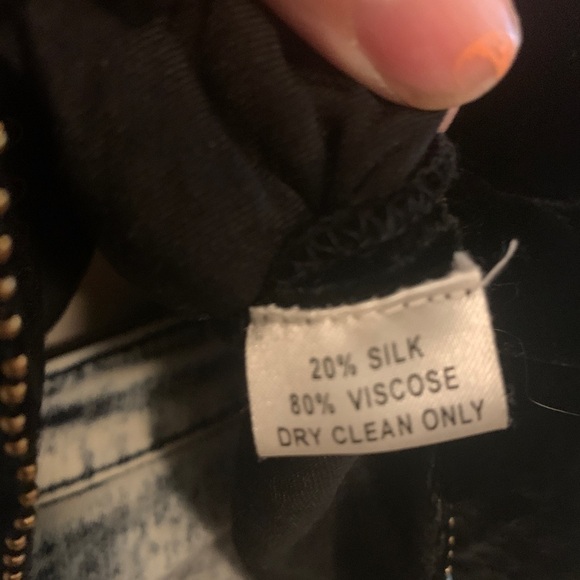 20% SILK
80% VISCOSE
DRY CLEAN ONLY